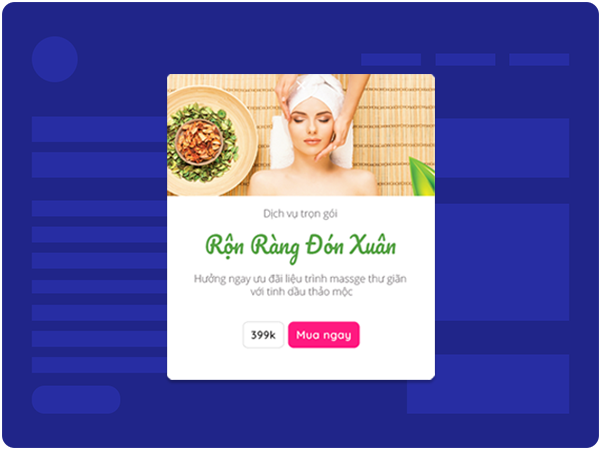 Dịch vụ trọn gói
Rộn Ràng Đón Xuân
Hưởng ngay ưu đãi liệu trình massge thư giãn
với tinh dầu thảo mộc
399k Mua ngay